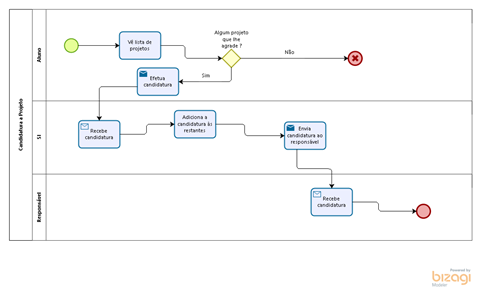 Candidatura a Projeto
Aluno
Vê lista de
projetos
Algum projeto
que lhe
agrade ?
Não
Sim
Efetua
candidatura
SI
Recebe
candidatura
Adiciona a
candidatura às
restantes
Envia
candidatura ao
responsável
Responsável
Recebe
candidatura
Powered by
bizagi
Modeler